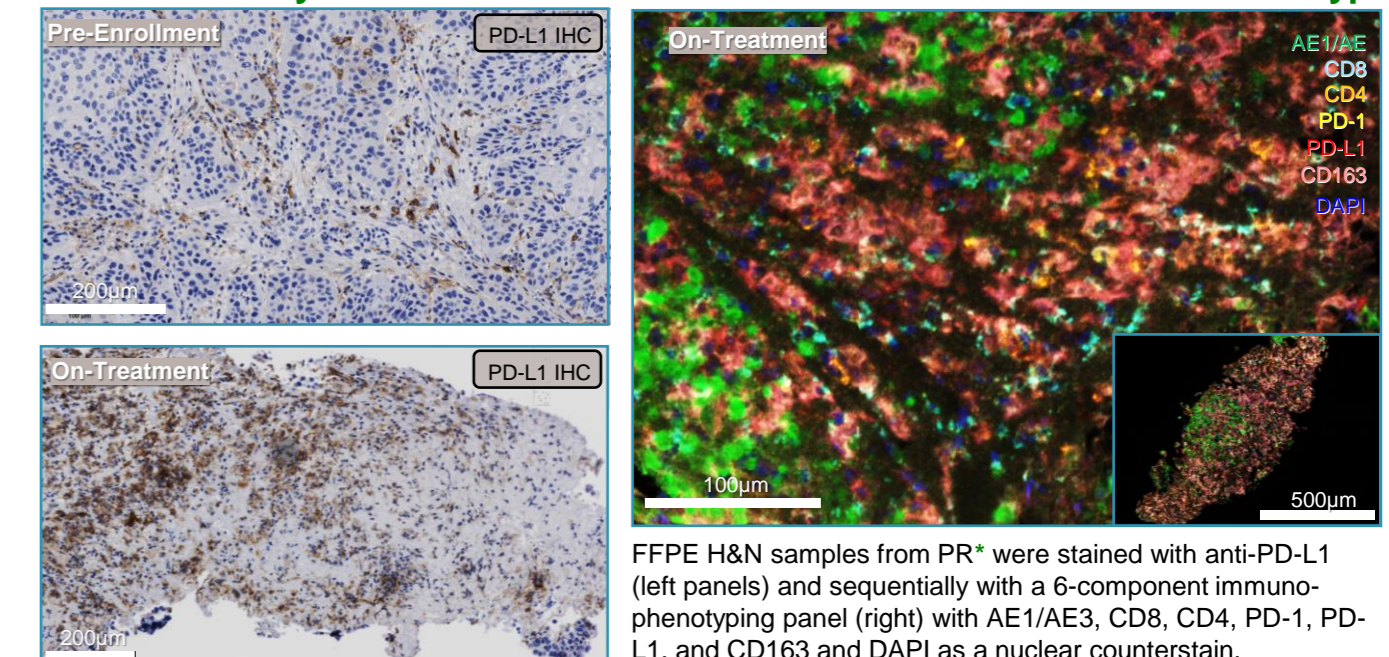 Pre-Enrollment
PD-L1 IHC
200µm
On-Treatment
PD-L1 IHC
200µm
On-Treatment
AE1/AE
CD8
CD4
PD-1
PD-L1
CD163
DAPI
100µm
500µm
FFPE H&N samples from PR* were stained with anti-PD-L1
(left panels) and sequentially with a 6-component immuno-
phenotyping panel (right) with AE1/AE3, CD8, CD4, PD-1, PD-
L1, and CD163 and DAPI as a nuclear counterstain.